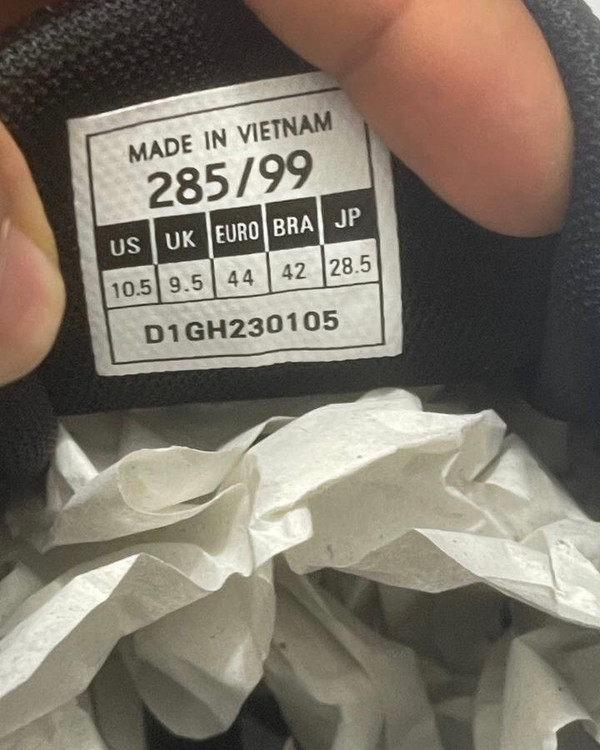 MADE IN VIETNAM
285/99
US UK EURO BRA JP
10.5 9.5 44 42 28.5
D1GH230105